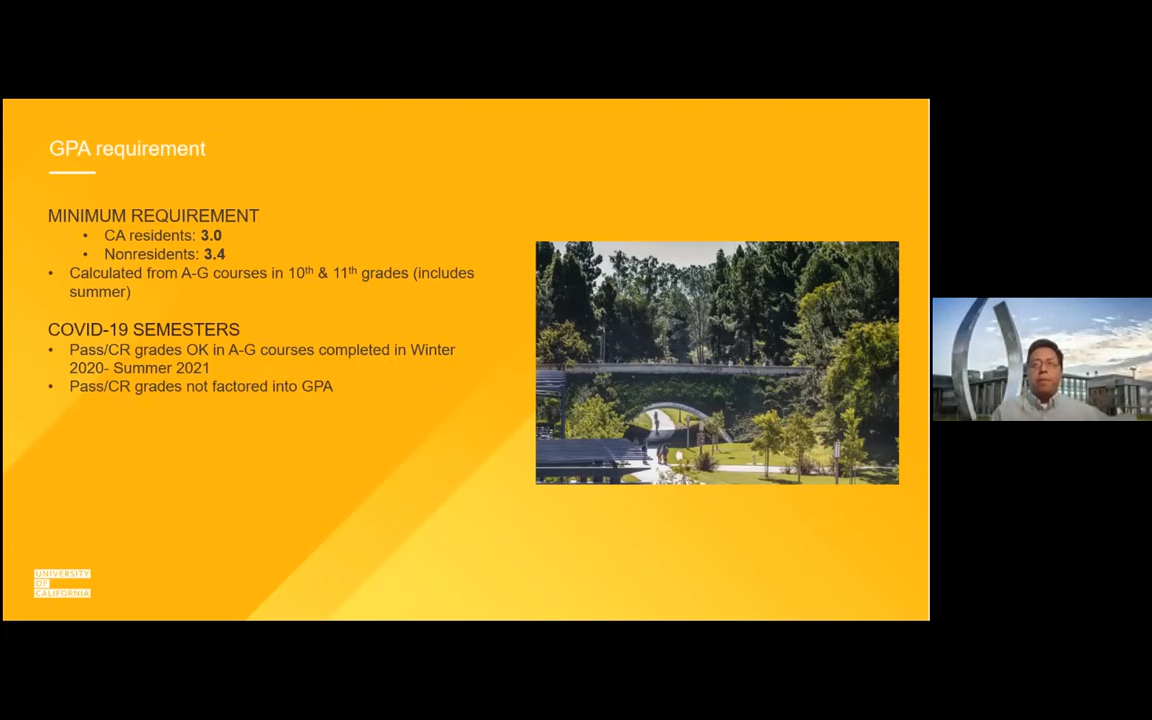 GPA requirement
MINIMUM REQUIREMENT
• CA residents: 3.0
• Nonresidents: 3.4
• Calculated from A-G courses in 10th & 11th grades (includes
summer)
COVID-19 SEMESTERS
• Pass/CR grades OK in A-G courses completed in Winter
2020- Summer 2021
• Pass/CR grades not factored into GPA
UNIVERSITY
OF
CALIFORNIA